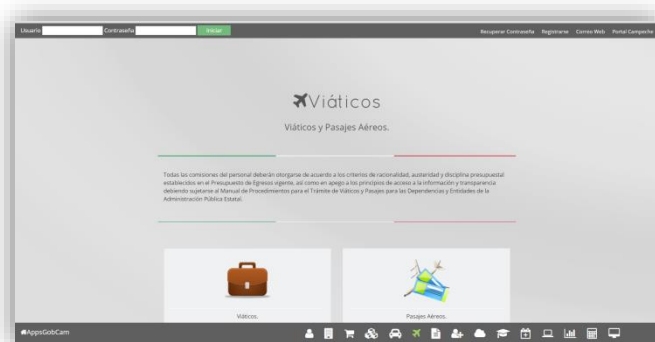 Usuario Contraseña Iniciar Recuperar Contraseña Registrarse Correo Web Portal Campeche
Viáticos
Viáticos y Pasajes Aéreos.
Todas las comisiones del personal deberán otorgarse de acuerdo a los criterios de racionalidad, austeridad y disciplina presupuestal
establecidos en el Presupuesto de Egresos vigente, así como en apego a los principios de acceso a la información y transparencia
debiendo sujetarse al Manual de Procedimientos para el Trámite de Viáticos y Pasajes para las Dependencias y Entidades de la
Administración Pública Estatal.
Viáticos. Pasajes Aéreos.
AppsGobCam